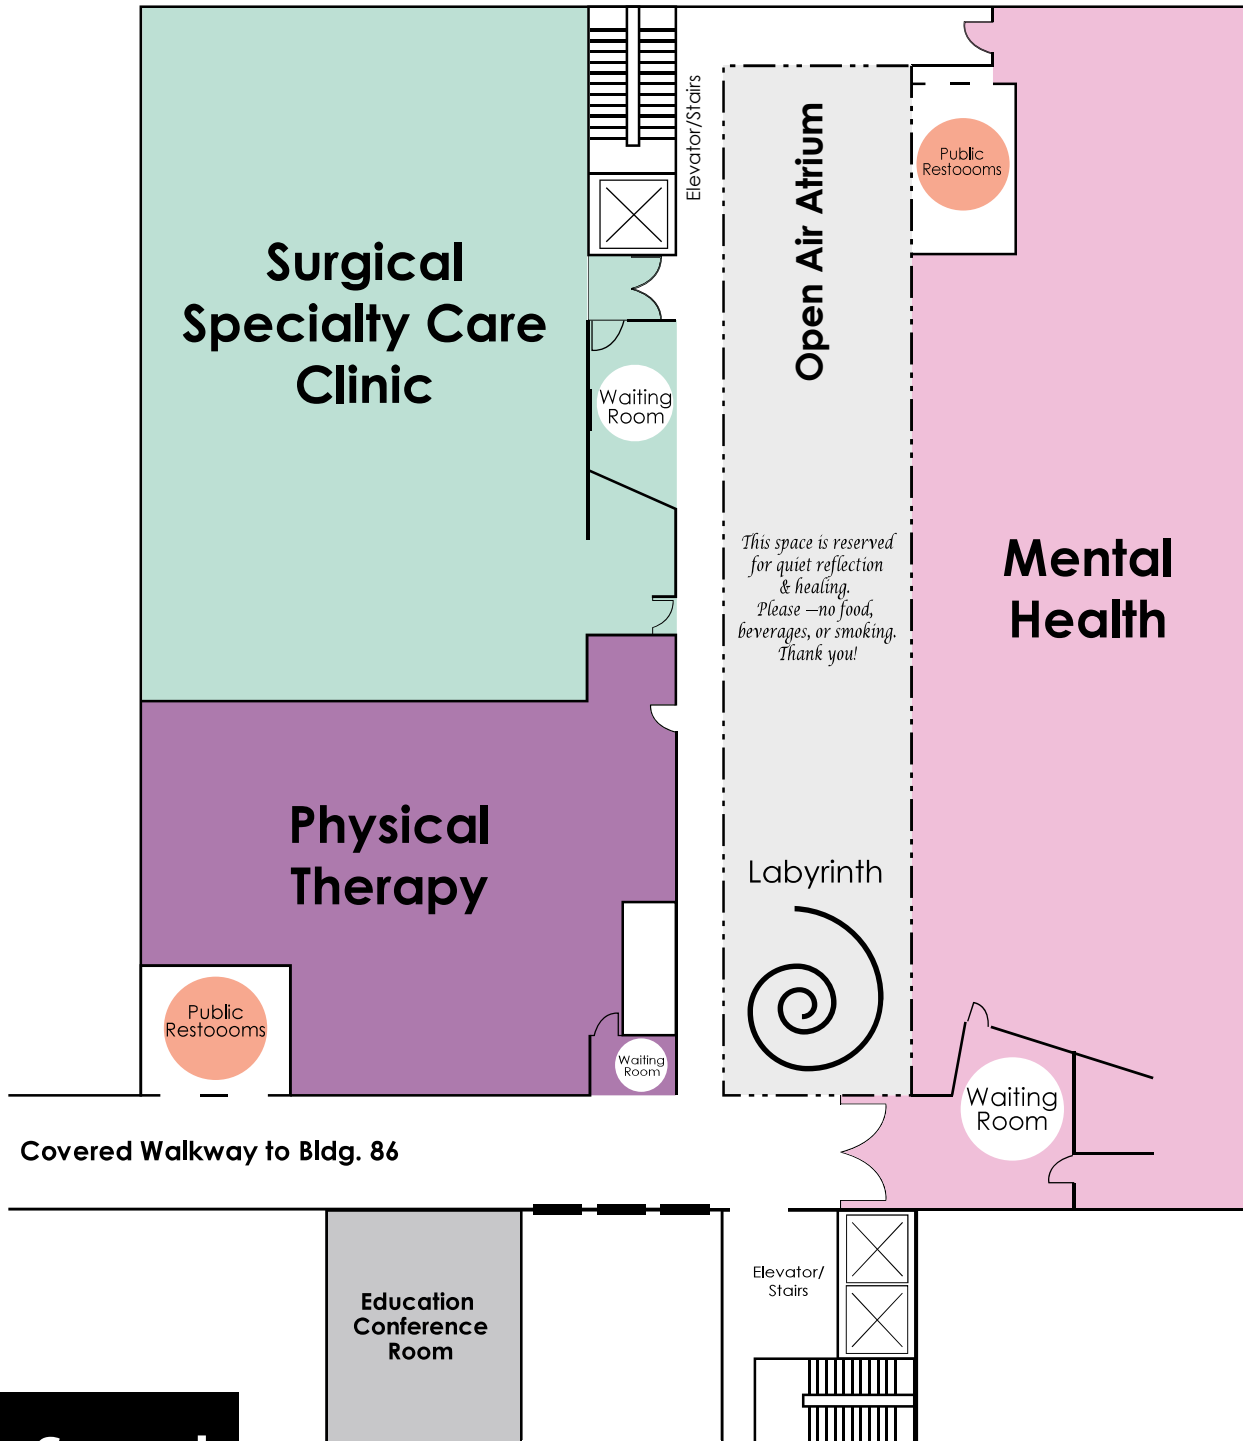 Elevator/Stairs
Open Air Atrium
Public
Restoooms
Surgical
Specialty Care
Clinic
Waiting
Room
This space is reserved
for quiet reflection
& healing.
Please –no food,
beverages, or smoking.
Thank you!
Mental
Health
Physical
Therapy
Labyrinth
Public
Restoooms
Waiting
Room
Waiting
Room
Covered Walkway to Bldg. 86
Elevator/
Stairs
Education
Conference
Room